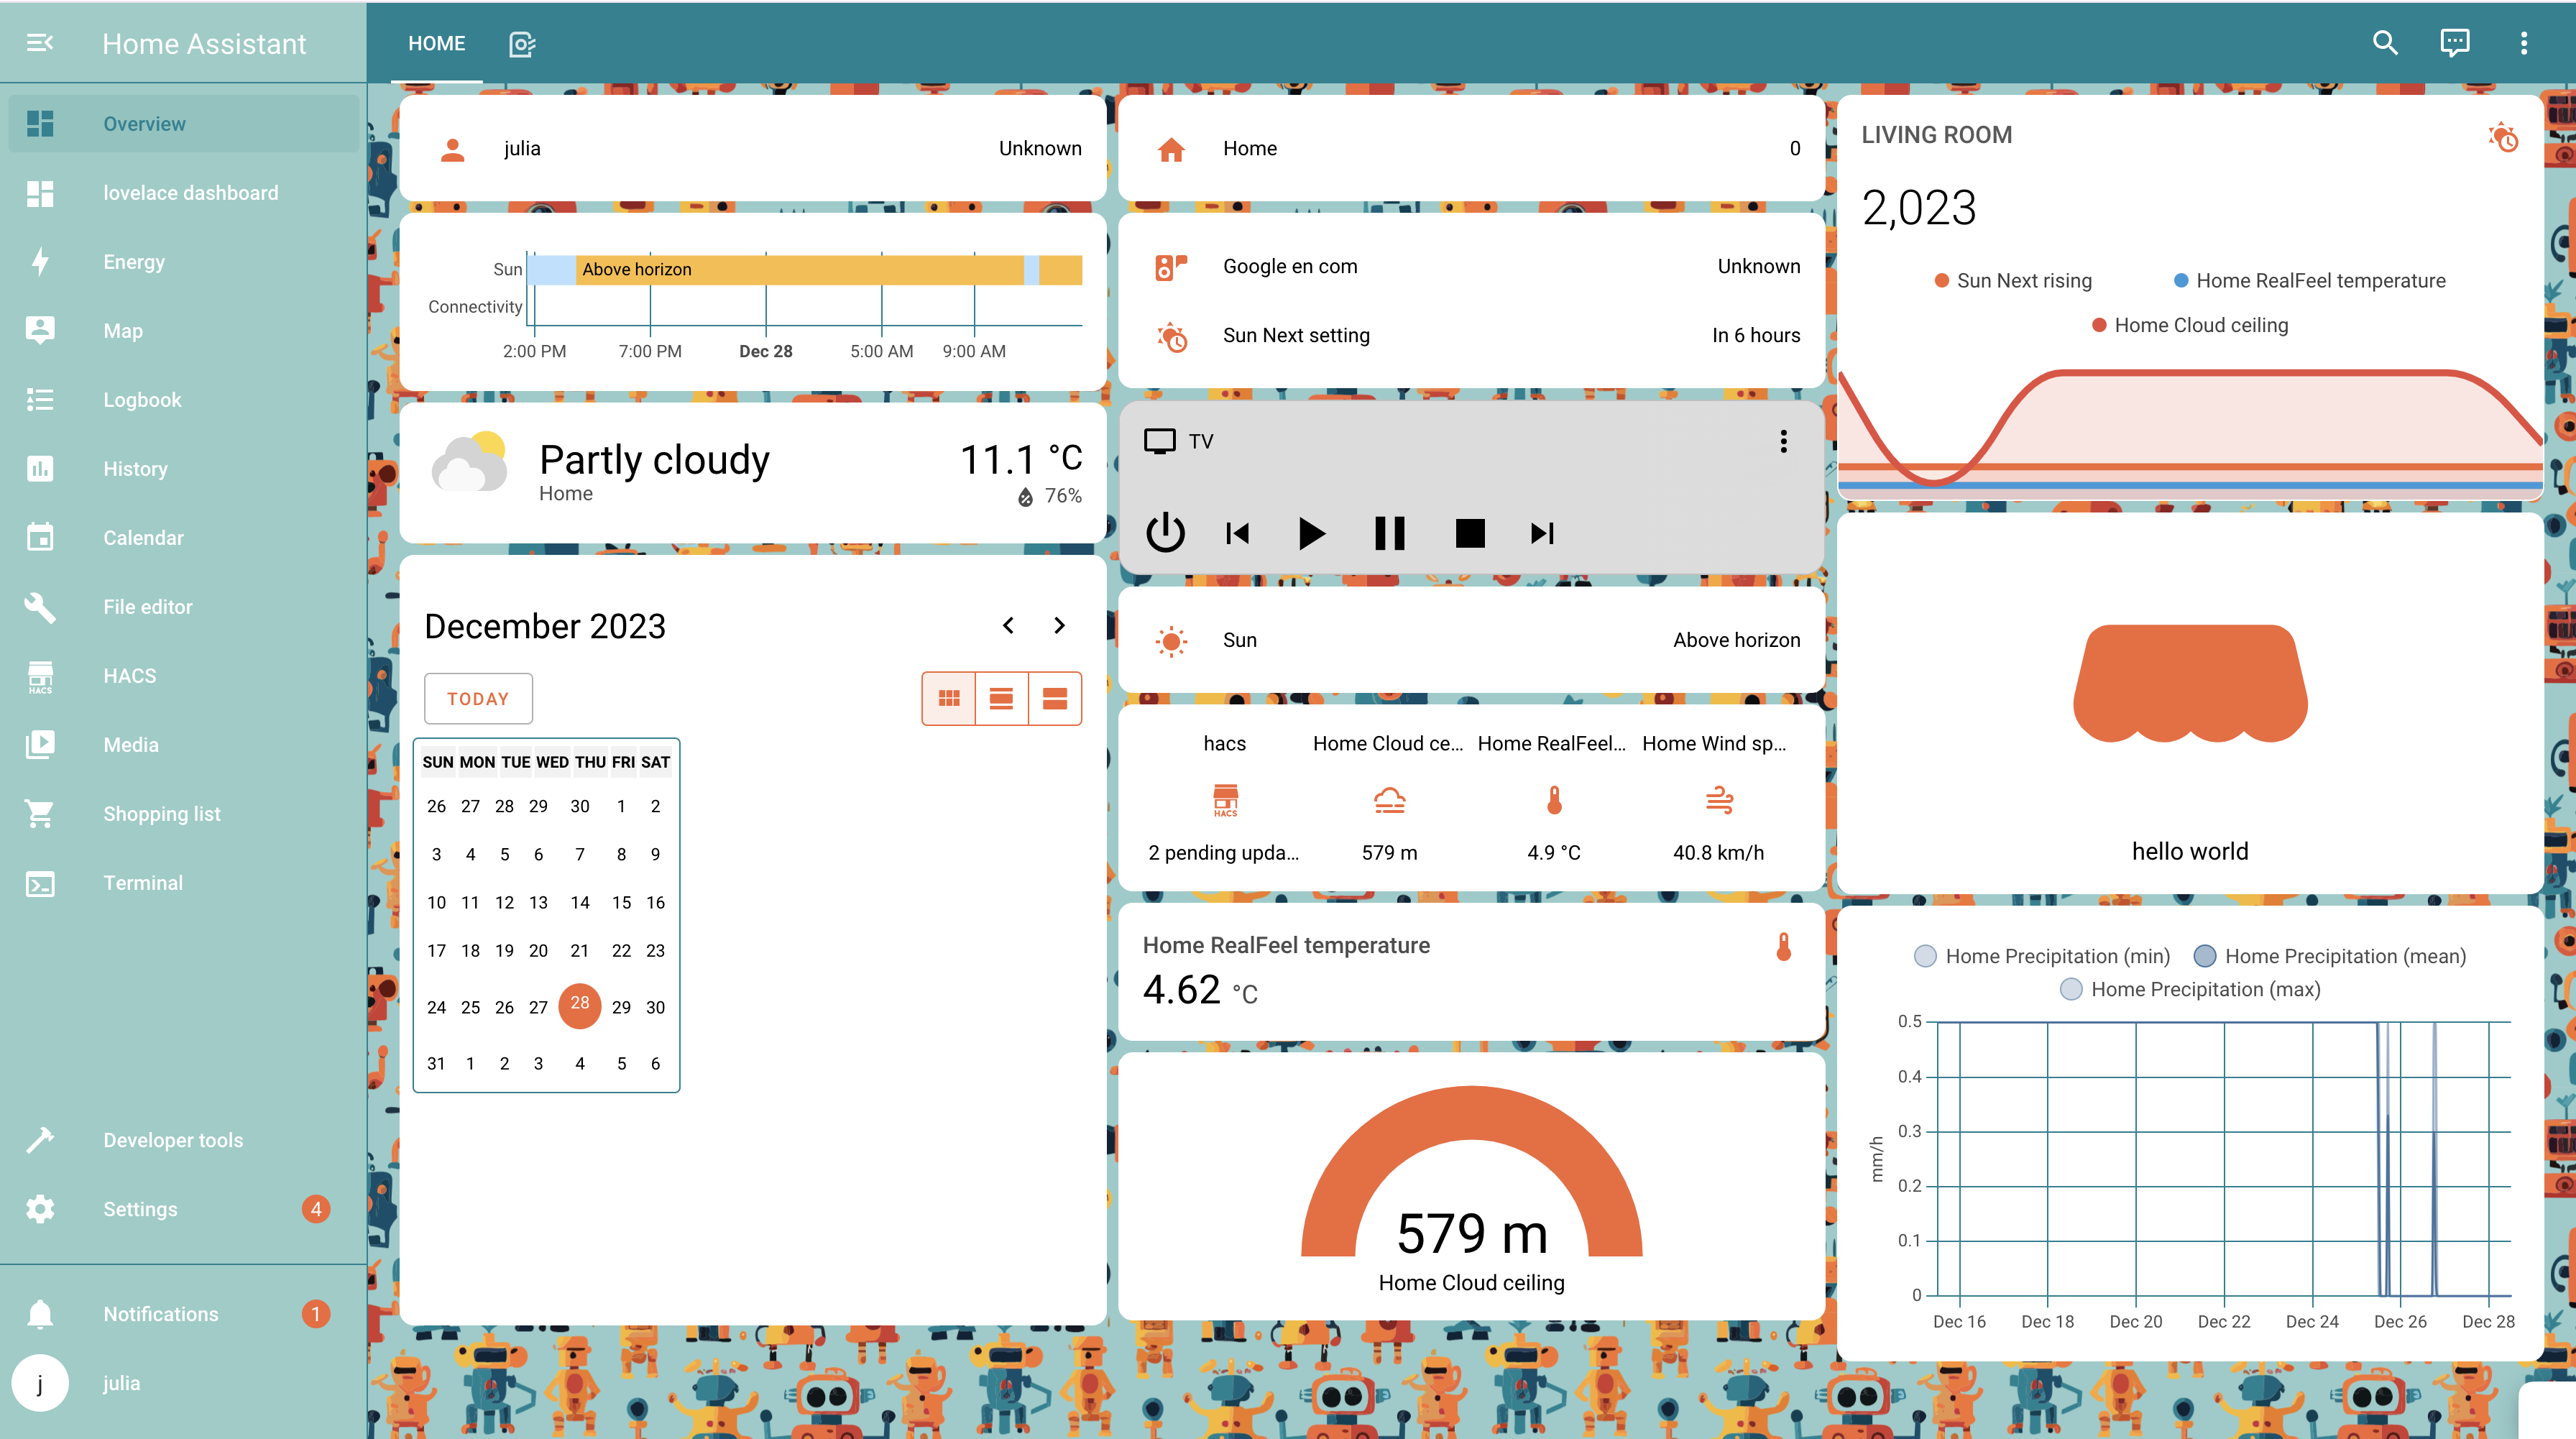 Home Assistant
HOME
Overview
lovelace dashboard
Energy
Map
Logbook
History
Calendar
File editor
HACS
HACS
Media
Shopping list
Terminal
Developer tools
Settings 4
Notifications 1
j julia
julia Unknown
Sun Above horizon
Connectivity
2:00 PM 7:00 PM Dec 28 5:00 AM 9:00 AM
Partly cloudy 11.1 °C
Home 76%
December 2023
TODAY
SUN MON TUE WED THU FRI SAT
26 27 28 29 30 1 2
3 4 5 6 7 8 9
10 11 12 13 14 15 16
17 18 19 20 21 22 23
24 25 26 27 28 29 30
31 1 2 3 4 5 6
Home 0
Google en com Unknown
Sun Next setting In 6 hours
TV
Sun Above horizon
hacs Home Cloud ce... Home RealFeel... Home Wind sp...
HACS
2 pending upda... 579 m 4.9 °C 40.8 km/h
Home RealFeel temperature
4.62 °C
579 m
Home Cloud ceiling
LIVING ROOM
2,023
Sun Next rising Home RealFeel temperature
Home Cloud ceiling
hello world
Home Precipitation (min) Home Precipitation (mean)
Home Precipitation (max)
mm/h
0.5
0.4
0.3
0.2
0.1
0
Dec 16 Dec 18 Dec 20 Dec 22 Dec 24 Dec 26 Dec 28